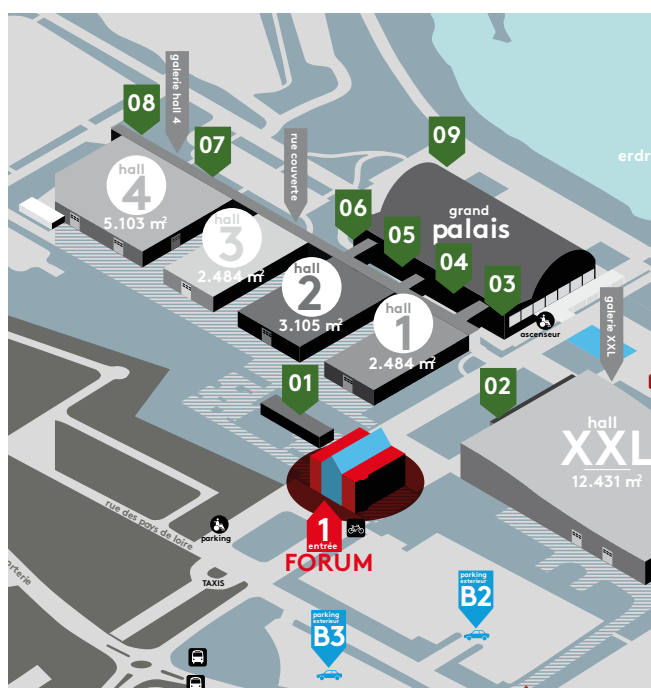 galerie hall 4
08
07
rue couverte
09
erdr
hall
4
5.103 m²
hall
3
2.484 m²
06
05
grand
palais
04
03
hall
2
3.105 m²
hall
1
2.484 m²
ascenseur
galerie XXL
01
02
hall
XXL
12.431 m²
rue des pays de loire
parking
1
entrée
FORUM
orterie
TAXIS
parking
exterieur
B3
parking
exterieur
B2